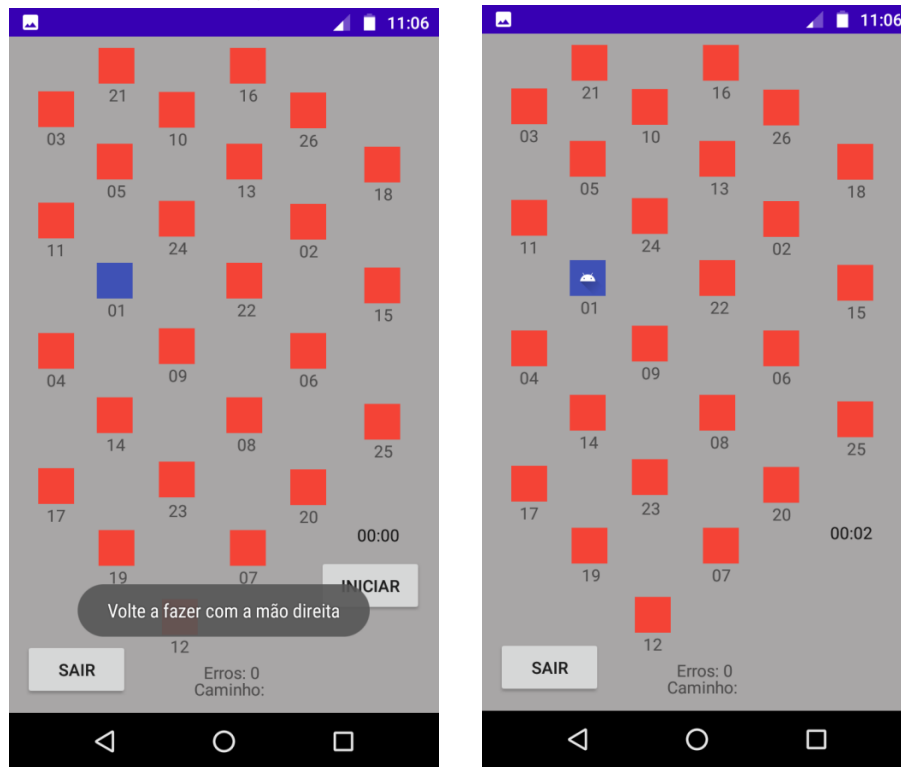 11:06
21 16
03 10 26
05 13 18
11 24 02
01 22 15
04 09 06
14 08 25
17 23 20
00:00
19 07 INICIAR
Volte a fazer com a mão direita
12
SAIR
Erros: 0
Caminho:
11:06
21 16
03 10 26
05 13 18
11 24 02
01 22 15
04 09 06
14 08 25
17 23 20
00:02
19 07
12
SAIR
Erros: 0
Caminho: